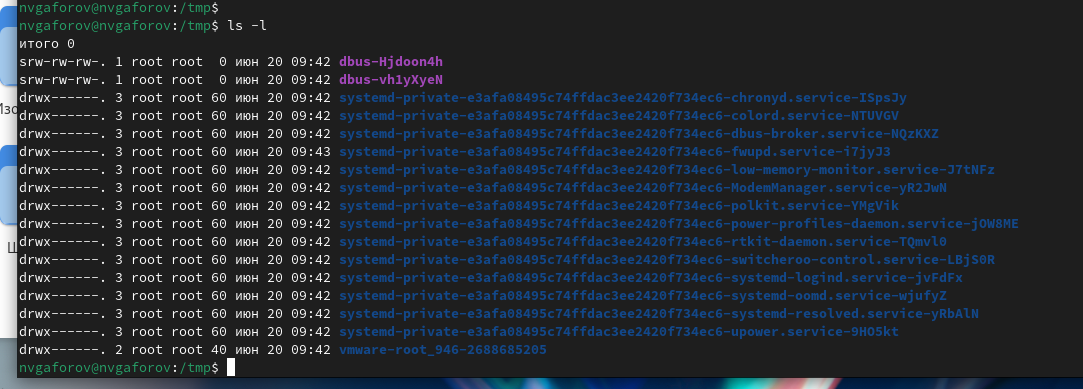 nvgaforov@nvgaforov:/tmp$
nvgaforov@nvgaforov:/tmp$ ls -l
итого 0
srw-rw-rw-. 1 root root  0 июн 20 09:42 dbus-Hjdoon4h
srw-rw-rw-. 1 root root  0 июн 20 09:42 dbus-vh1yXyeN
drwx------. 3 root root 60 июн 20 09:42 systemd-private-e3afa08495c74ffdac3ee2420f734ec6-chronyd.service-ISpsJy
drwx------. 3 root root 60 июн 20 09:42 systemd-private-e3afa08495c74ffdac3ee2420f734ec6-colord.service-NTUVGV
drwx------. 3 root root 60 июн 20 09:42 systemd-private-e3afa08495c74ffdac3ee2420f734ec6-dbus-broker.service-NQzKXZ
drwx------. 3 root root 60 июн 20 09:43 systemd-private-e3afa08495c74ffdac3ee2420f734ec6-fwupd.service-i7jyJ3
drwx------. 3 root root 60 июн 20 09:42 systemd-private-e3afa08495c74ffdac3ee2420f734ec6-low-memory-monitor.service-J7tNFz
drwx------. 3 root root 60 июн 20 09:42 systemd-private-e3afa08495c74ffdac3ee2420f734ec6-ModemManager.service-yR2JwN
drwx------. 3 root root 60 июн 20 09:42 systemd-private-e3afa08495c74ffdac3ee2420f734ec6-polkit.service-YMgVik
drwx------. 3 root root 60 июн 20 09:42 systemd-private-e3afa08495c74ffdac3ee2420f734ec6-power-profiles-daemon.service-jOW8ME
drwx------. 3 root root 60 июн 20 09:42 systemd-private-e3afa08495c74ffdac3ee2420f734ec6-rtkit-daemon.service-TQmvl0
drwx------. 3 root root 60 июн 20 09:42 systemd-private-e3afa08495c74ffdac3ee2420f734ec6-switcheroo-control.service-LBjS0R
drwx------. 3 root root 60 июн 20 09:42 systemd-private-e3afa08495c74ffdac3ee2420f734ec6-systemd-logind.service-jvFdFx
drwx------. 3 root root 60 июн 20 09:42 systemd-private-e3afa08495c74ffdac3ee2420f734ec6-systemd-oomd.service-wjufyZ
drwx------. 3 root root 60 июн 20 09:42 systemd-private-e3afa08495c74ffdac3ee2420f734ec6-systemd-resolved.service-yRbAlN
drwx------. 3 root root 60 июн 20 09:42 systemd-private-e3afa08495c74ffdac3ee2420f734ec6-upower.service-9HO5kt
drwx------. 2 root root 40 июн 20 09:42 vmware-root_946-2688685205
nvgaforov@nvgaforov:/tmp$